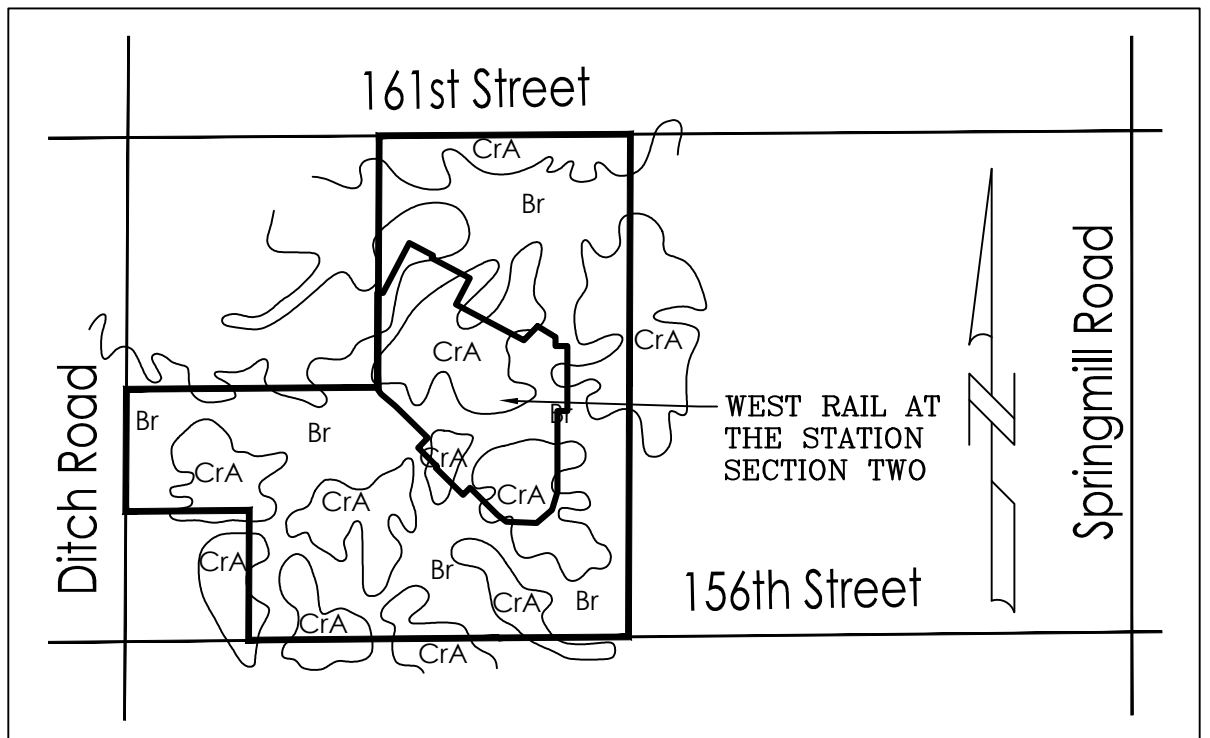 161st Street
CrA
Br
CrA
CrA
Br
Br
Br
CrA
CrA
CrA
CrA
CrA
Br
CrA
Br
CrA
CrA
WEST RAIL AT
THE STATION
SECTION TWO
156th Street
Ditch Road
Springmill Road